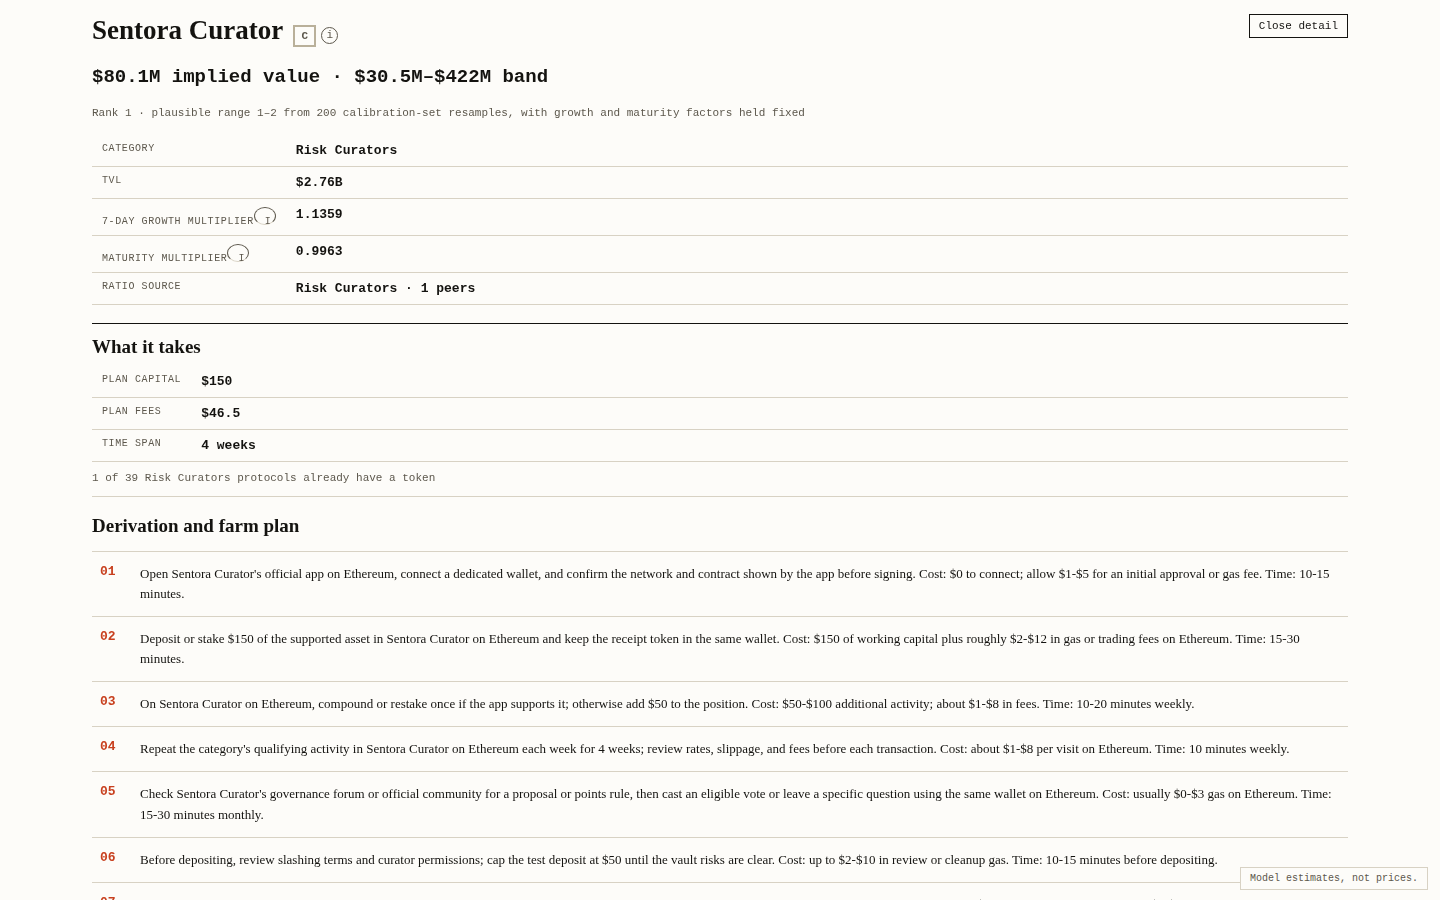 Sentora Curator C i
Close detail
$80.1M implied value · $30.5M–$422M band
Rank 1 · plausible range 1–2 from 200 calibration-set resamples, with growth and maturity factors held fixed
CATEGORY Risk Curators
TVL $2.76B
7-DAY GROWTH MULTIPLIER I 1.1359
MATURITY MULTIPLIER I 0.9963
RATIO SOURCE Risk Curators · 1 peers
What it takes
PLAN CAPITAL $150
PLAN FEES $46.5
TIME SPAN 4 weeks
1 of 39 Risk Curators protocols already have a token
Derivation and farm plan
01 Open Sentora Curator's official app on Ethereum, connect a dedicated wallet, and confirm the network and contract shown by the app before signing. Cost: $0 to connect; allow $1-$5 for an initial approval or gas fee. Time: 10-15
minutes.
02 Deposit or stake $150 of the supported asset in Sentora Curator on Ethereum and keep the receipt token in the same wallet. Cost: $150 of working capital plus roughly $2-$12 in gas or trading fees on Ethereum. Time: 15-30
minutes.
03 On Sentora Curator on Ethereum, compound or restake once if the app supports it; otherwise add $50 to the position. Cost: $50-$100 additional activity; about $1-$8 in fees. Time: 10-20 minutes weekly.
04 Repeat the category's qualifying activity in Sentora Curator on Ethereum each week for 4 weeks; review rates, slippage, and fees before each transaction. Cost: about $1-$8 per visit on Ethereum. Time: 10 minutes weekly.
05 Check Sentora Curator's governance forum or official community for a proposal or points rule, then cast an eligible vote or leave a specific question using the same wallet on Ethereum. Cost: usually $0-$3 gas on Ethereum. Time:
15-30 minutes monthly.
06 Before depositing, review slashing terms and curator permissions; cap the test deposit at $50 until the vault risks are clear. Cost: up to $2-$10 in review or cleanup gas. Time: 10-15 minutes before depositing.
Model estimates, not prices.